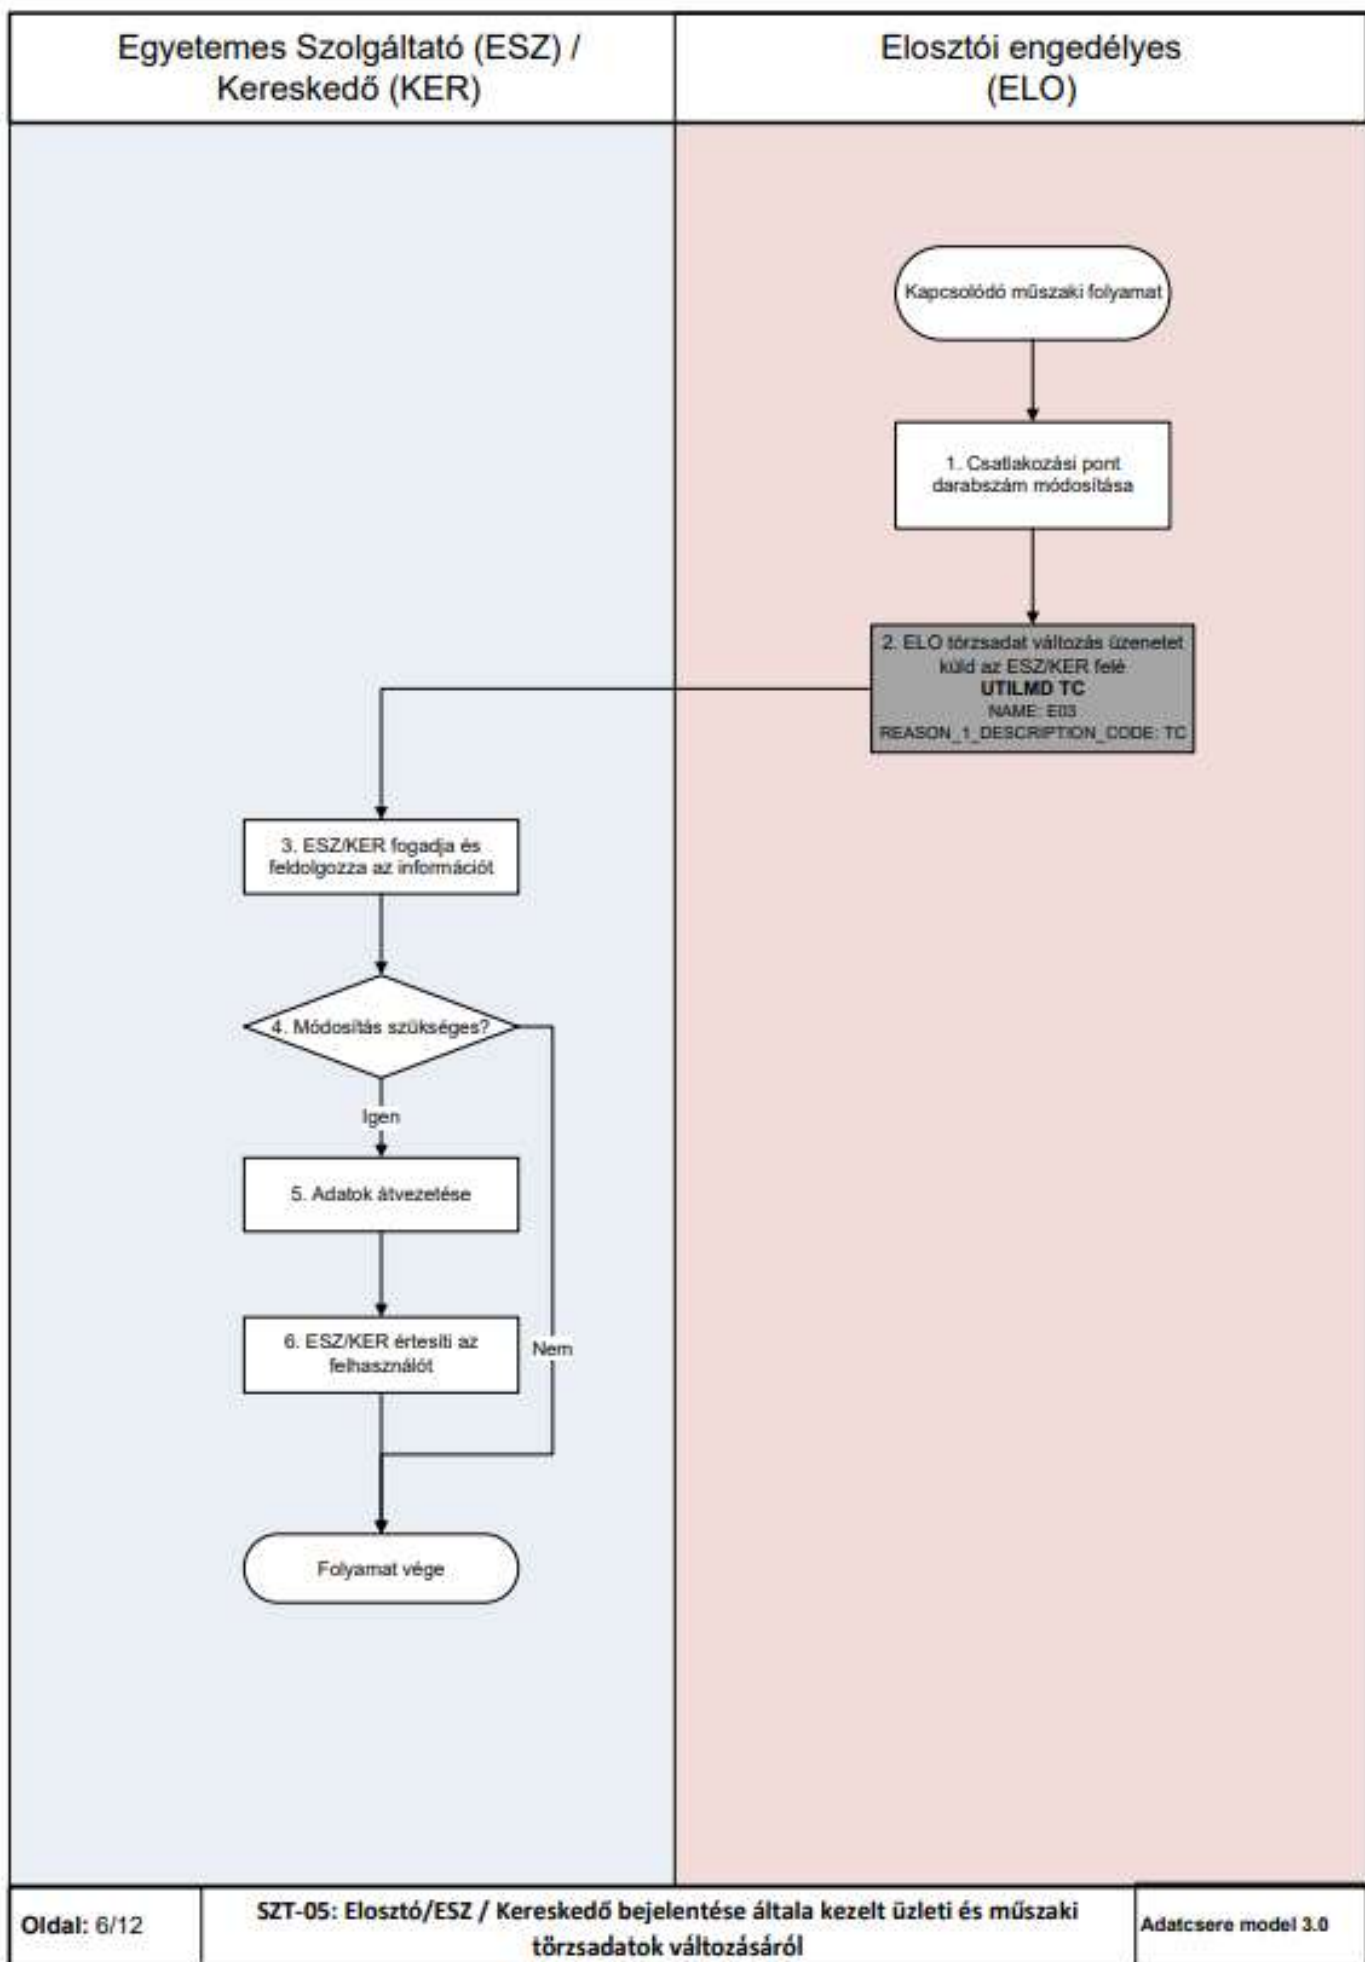 Egyetemes Szolgáltató (ESZ) /
Kereskedő (KER)
Elosztói engedélyes
(ELO)
Kapcsolódó műszaki folyamat
1. Csatlakozási pont
darabszám módosítása
2. ELO törzsadat változás üzenetet
küld az ESZ/KER felé
UTILMD TC
NAME: E03
REASON_1_DESCRIPTION_CODE: TC
3. ESZ/KER fogadja és
feldolgozza az információt
4. Módosítás szükséges?
Igen
5. Adatok átvezetése
6. ESZ/KER értesíti az
felhasználót
Nem
Folyamat vége
Oldal: 6/12
SZT-05: Elosztó/ESZ / Kereskedő bejelentése általa kezelt üzleti és műszaki
törzsadatok változásáról
Adatcsere model 3.0